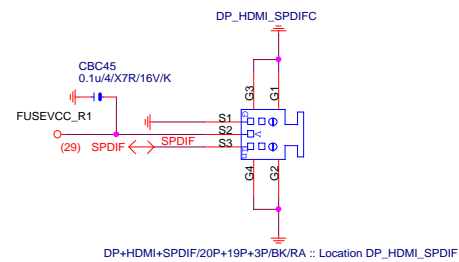 DP_HDMI_SPDIFC
CBC45
0.1u/4/X7R/16V/K
FUSEVCC_R1
G3
G1
S1
S2
S3
G
V
(29)
SPDIF
SPDIF
G4
G2
DP+HDMI+SPDIF/20P+19P+3P/BK/RA :: Location DP_HDMI_SPDIF